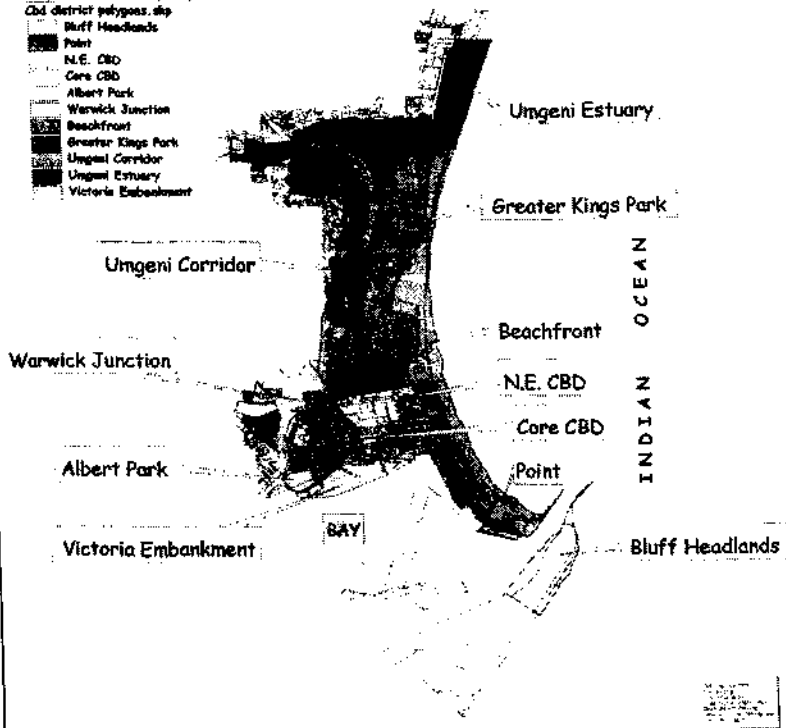 Cbd district polygons.shp
Bluff Headlands
Point
N.E. CBD
Core CBD
Albert Park
Warwick Junction
Beachfront
Greater Kings Park
Umgeni Corridor
Umgeni Estuary
Victoria Embankment
Umgeni Estuary
Greater Kings Park
Umgeni Corridor
INDIAN OCEAN
Beachfront
Warwick Junction
N.E. CBD
Core CBD
Albert Park
Point
BAY
Victoria Embankment
Bluff Headlands